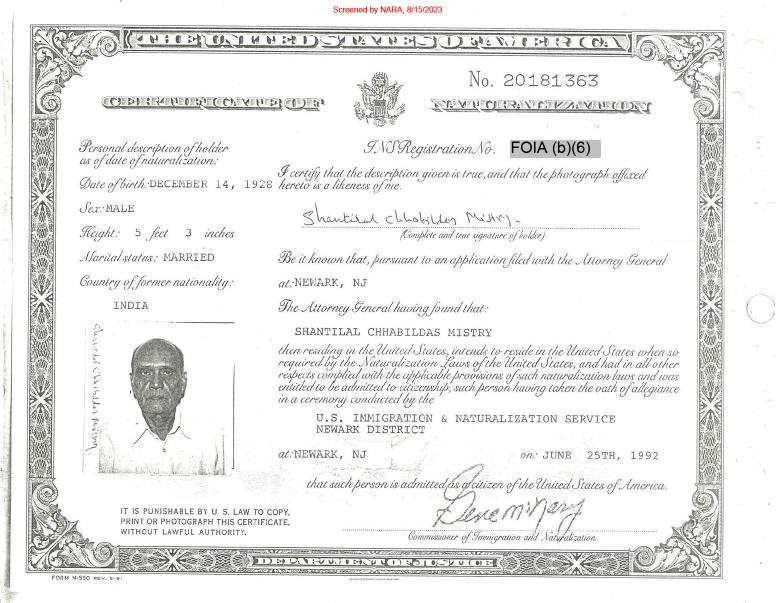 Screened by NARA, 8/15/2023
THE UNITED STATES OF AMERICA
No. 20181363
CERTIFICATE OF NATURALIZATION
Personal description of holder
as of date of naturalization:
Date of birth: DECEMBER 14, 1928
Sex: MALE
Height: 5 feet 3 inches
Marital status: MARRIED
Country of former nationality:
INDIA
INS Registration No. FOIA (b)(6)
I certify that the description given is true, and that the photograph affixed
hereto is a likeness of me.
Shantilal Chhabildas Mistry
(Complete and true signature of holder)
Be it known that, pursuant to an application filed with the Attorney General
at: NEWARK, NJ
The Attorney General having found that:
SHANTILAL CHHABILDAS MISTRY
then residing in the United States, intends to reside in the United States when so
required by the Naturalization Laws of the United States, and had in all other
respects complied with the applicable provisions of such naturalization laws and was
entitled to be admitted to citizenship, such person having taken the oath of allegiance
in a ceremony conducted by the
U.S. IMMIGRATION & NATURALIZATION SERVICE
NEWARK DISTRICT
at: NEWARK, NJ on: JUNE 25TH, 1992
that such person is admitted as a citizen of the United States of America.
Shantilal Chhabildas Mistry
IT IS PUNISHABLE BY U. S. LAW TO COPY,
PRINT OR PHOTOGRAPH THIS CERTIFICATE,
WITHOUT LAWFUL AUTHORITY.
Gene McNary
Commissioner of Immigration and Naturalization
DEPARTMENT OF JUSTICE